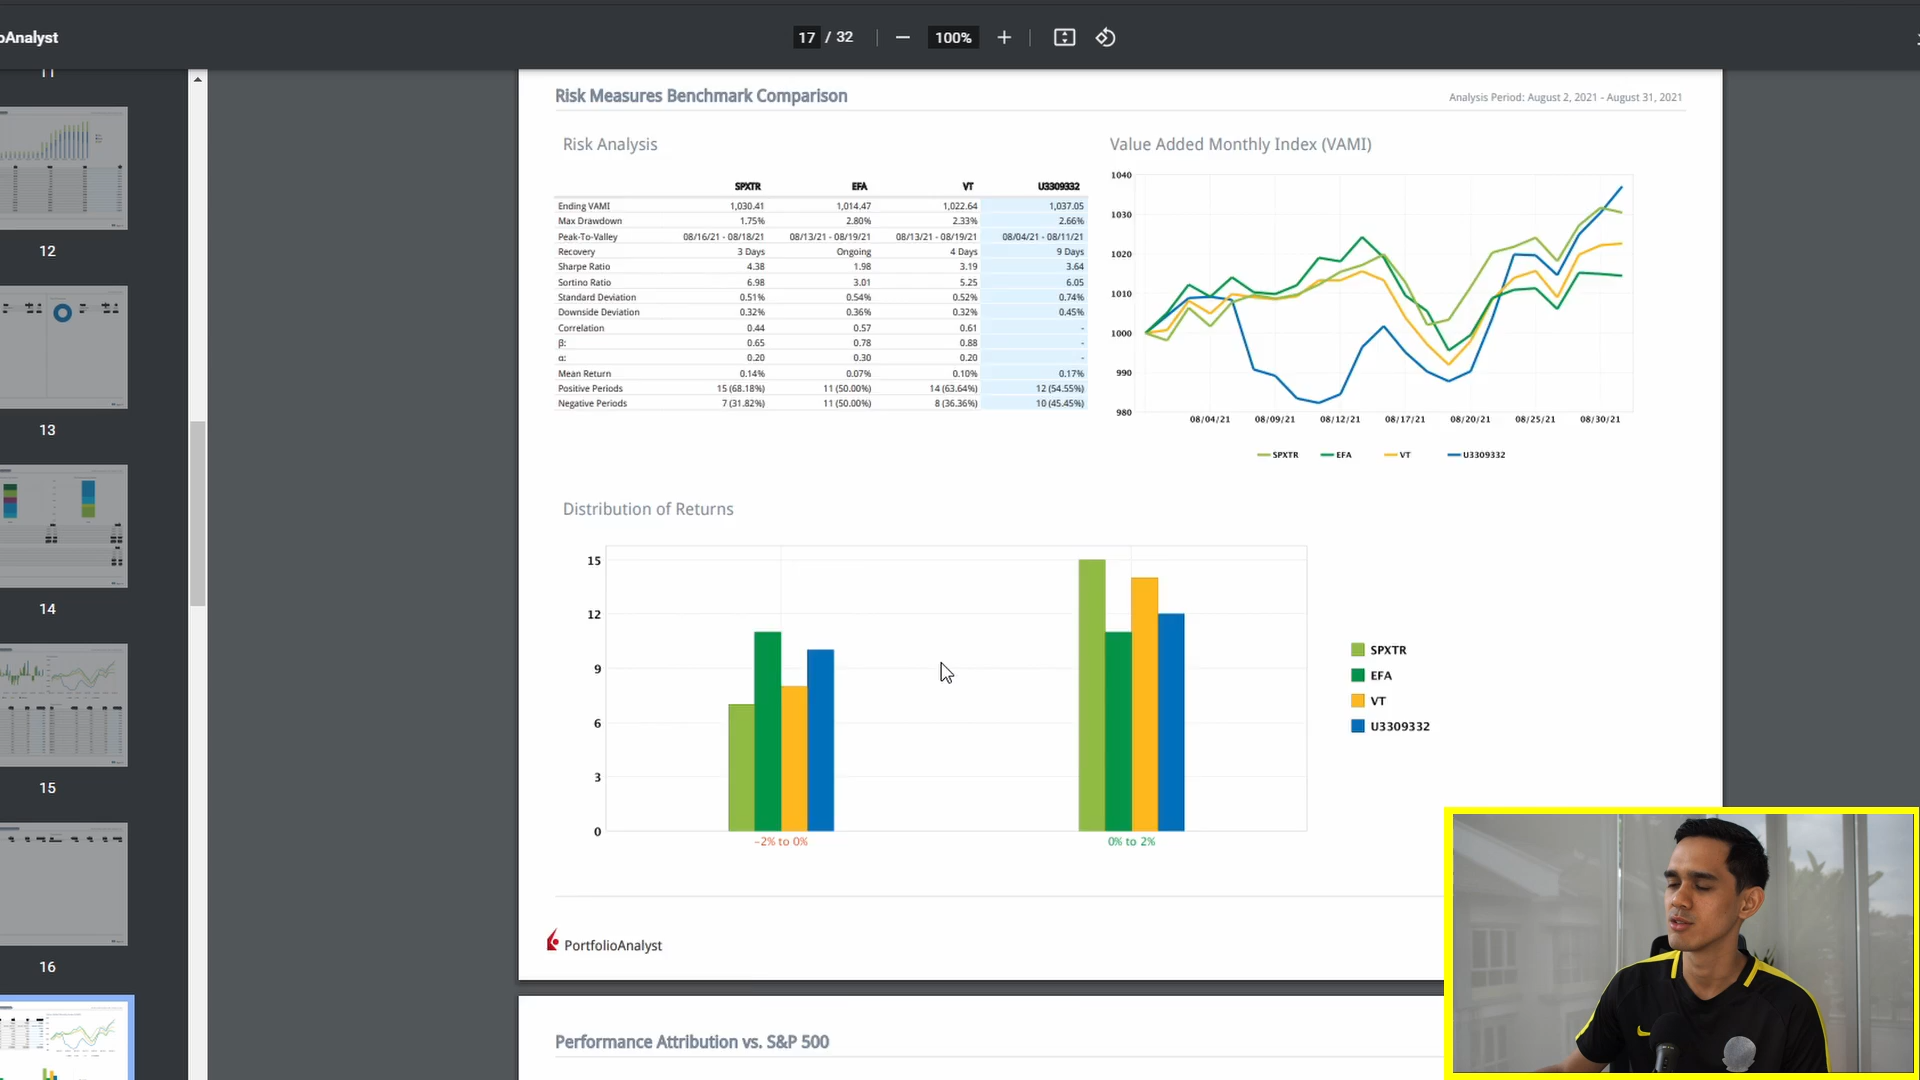 oAnalyst
17 / 32
100%
11
12
13
14
15
16
Risk Measures Benchmark Comparison
Analysis Period: August 2, 2021 - August 31, 2021
Risk Analysis
SPXTR EFA VT U3309332
Ending VAMI 1,030.41 1,014.47 1,022.64 1,037.05
Max Drawdown 1.75% 2.80% 2.33% 2.66%
Peak-To-Valley 08/16/21 - 08/18/21 08/13/21 - 08/19/21 08/13/21 - 08/19/21 08/04/21 - 08/11/21
Recovery 3 Days Ongoing 4 Days 9 Days
Sharpe Ratio 4.38 1.98 3.19 3.64
Sortino Ratio 6.98 3.01 5.25 6.05
Standard Deviation 0.51% 0.54% 0.52% 0.74%
Downside Deviation 0.32% 0.36% 0.32% 0.45%
Correlation 0.44 0.57 0.61 -
β: 0.65 0.78 0.88 -
α: 0.20 0.30 0.20 -
Mean Return 0.14% 0.07% 0.10% 0.17%
Positive Periods 15 (68.18%) 11 (50.00%) 14 (63.64%) 12 (54.55%)
Negative Periods 7 (31.82%) 11 (50.00%) 8 (36.36%) 10 (45.45%)
Value Added Monthly Index (VAMI)
1040
1030
1020
1010
1000
990
980
08/04/21 08/09/21 08/12/21 08/17/21 08/20/21 08/25/21 08/30/21
SPXTR EFA VT U3309332
Distribution of Returns
15
12
9
6
3
0
-2% to 0% 0% to 2%
SPXTR
EFA
VT
U3309332
PortfolioAnalyst
Performance Attribution vs. S&P 500